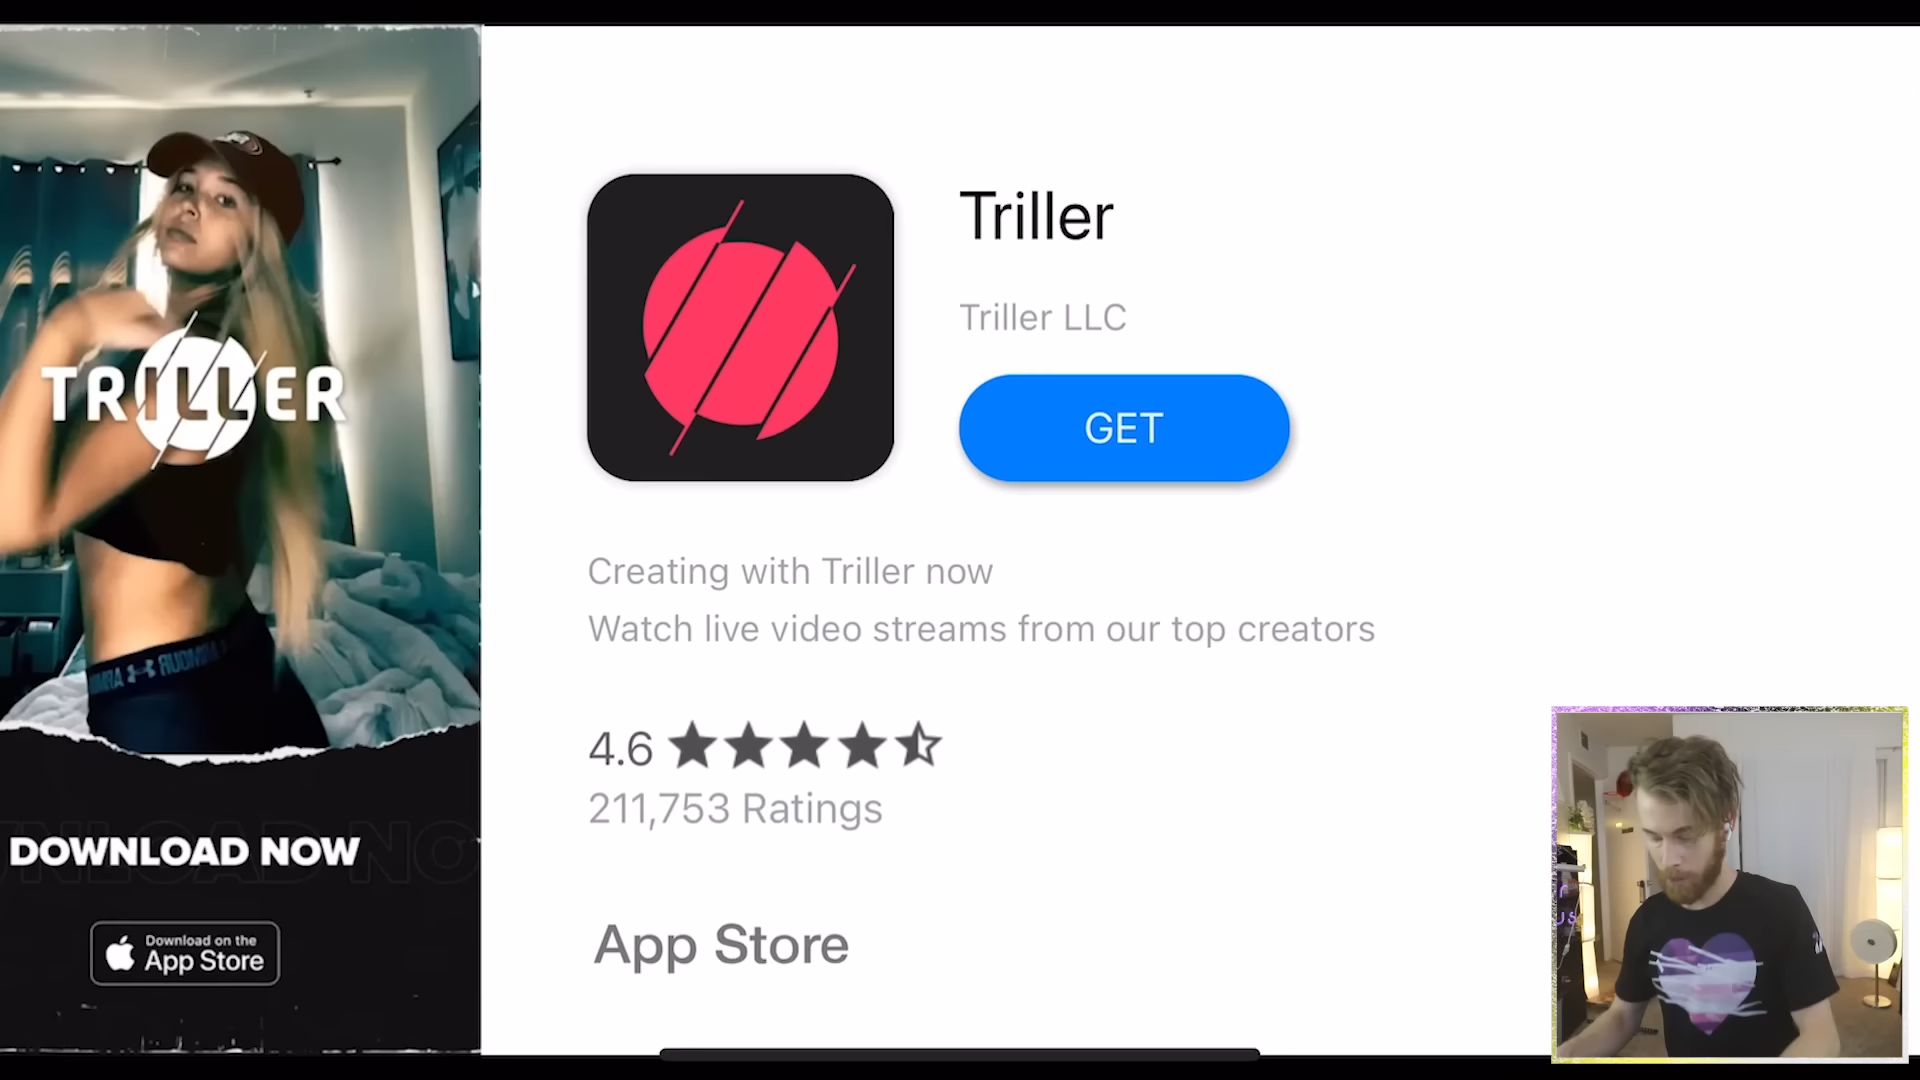 TRILLER
DOWNLOAD NOW
Download on the
App Store
Triller
Triller LLC
GET
Creating with Triller now
Watch live video streams from our top creators
4.6
211,753 Ratings
App Store